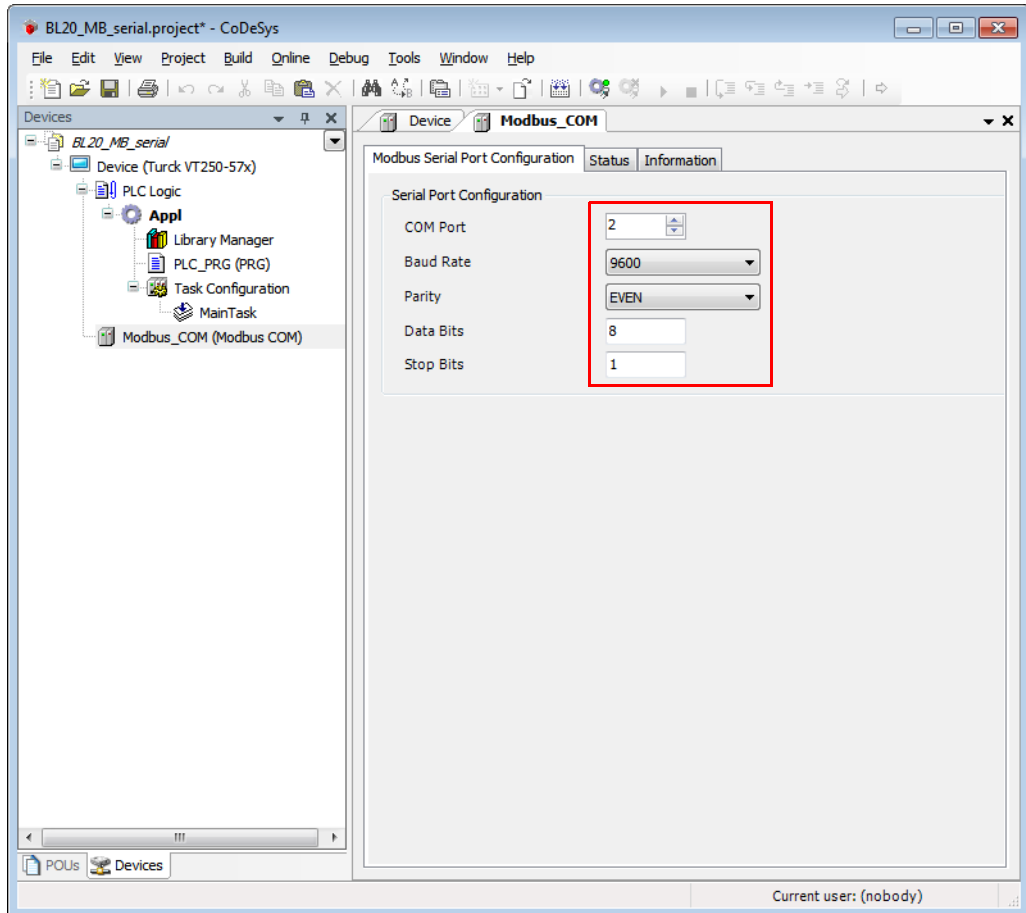 BL20_MB_serial.project* - CoDeSys
File Edit View Project Build Online Debug Tools Window Help
Devices
BL20_MB_serial
Device (Turck VT250-57x)
PLC Logic
Appl
Library Manager
PLC_PRG (PRG)
Task Configuration
MainTask
Modbus_COM (Modbus COM)
POUs Devices
Device Modbus_COM
Modbus Serial Port Configuration Status Information
Serial Port Configuration
COM Port 2
Baud Rate 9600
Parity EVEN
Data Bits 8
Stop Bits 1
Current user: (nobody)